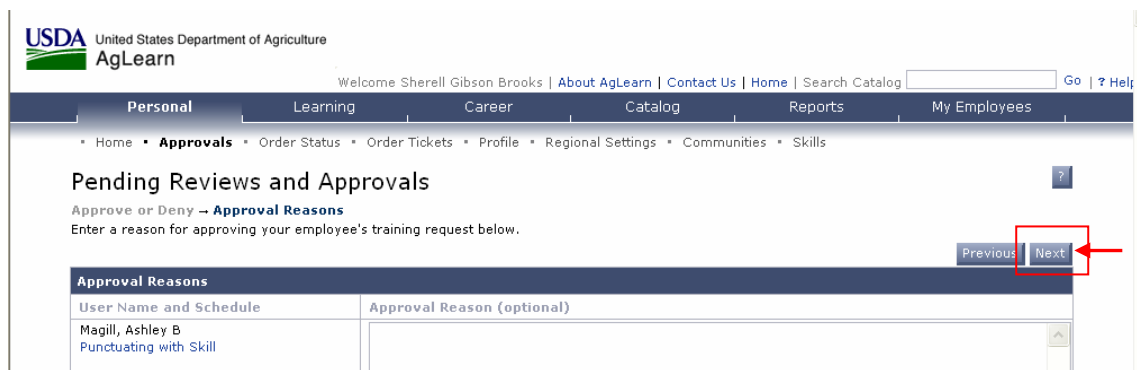 USDA United States Department of Agriculture
AgLearn
Welcome Sherell Gibson Brooks | About AgLearn | Contact Us | Home | Search Catalog Go | ? Help
Personal Learning Career Catalog Reports My Employees
▪ Home ▪ Approvals ▪ Order Status ▪ Order Tickets ▪ Profile ▪ Regional Settings ▪ Communities ▪ Skills
Pending Reviews and Approvals ?
Approve or Deny → Approval Reasons
Enter a reason for approving your employee's training request below.
Previous Next
Approval Reasons
User Name and Schedule Approval Reason (optional)
Magill, Ashley B
Punctuating with Skill